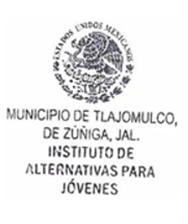 ESTADOS UNIDOS MEXICANOS
MUNICIPIO DE TLAJOMULCO,
DE ZÚÑIGA, JAL.
INSTITUTO DE
ALTERNATIVAS PARA
JÓVENES